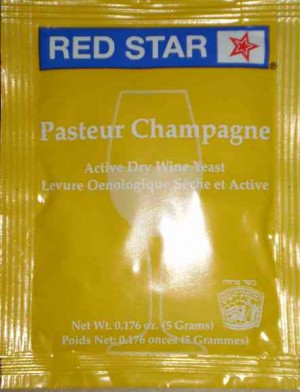 RED STAR
®
Pasteur Champagne
Active Dry Wine Yeast
Levure Oenologique Sèche et Active
Net Wt. 0.176 oz. (5 Grams)
Poids Net: 0.176 onces (5 Grammes)